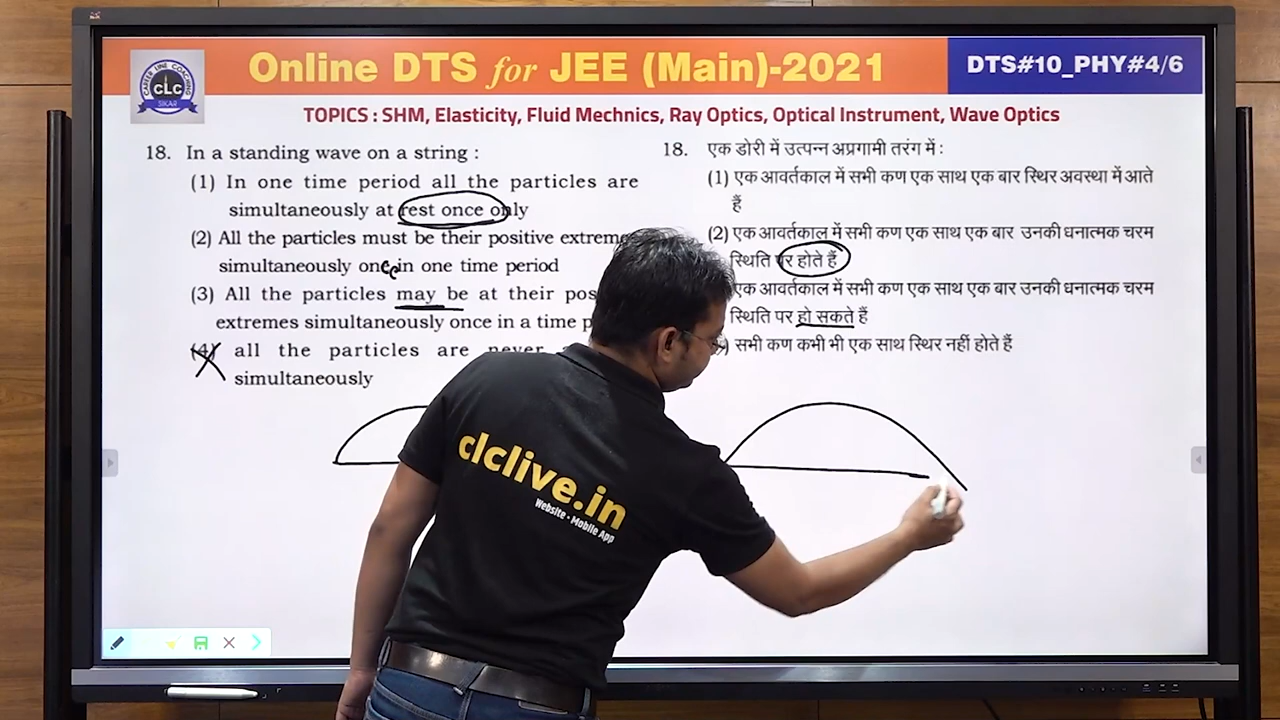 Online DTS for JEE (Main)-2021
DTS#10_PHY#4/6
CAREER LINE COACHING
CLC
SIKAR
TOPICS : SHM, Elasticity, Fluid Mechnics, Ray Optics, Optical Instrument, Wave Optics
18. In a standing wave on a string :
(1) In one time period all the particles are
simultaneously at rest once only
(2) All the particles must be their positive extreme
simultaneously once in one time period
(3) All the particles may be at their
extremes simultaneously once in a time
(4) all the particles are never
simultaneously
18. एक डोरी में उत्पन्न अप्रगामी तरंग में :
(1) एक आवर्तकाल में सभी कण एक साथ एक बार स्थिर अवस्था में आते
हैं
(2) एक आवर्तकाल में सभी कण एक साथ एक बार उनकी धनात्मक चरम
स्थिति पर होते हैं
एक आवर्तकाल में सभी कण एक साथ एक बार उनकी धनात्मक चरम
स्थिति पर हो सकते हैं
सभी कण कभी भी एक साथ स्थिर नहीं होते हैं
clclive.in
Website • Mobile App